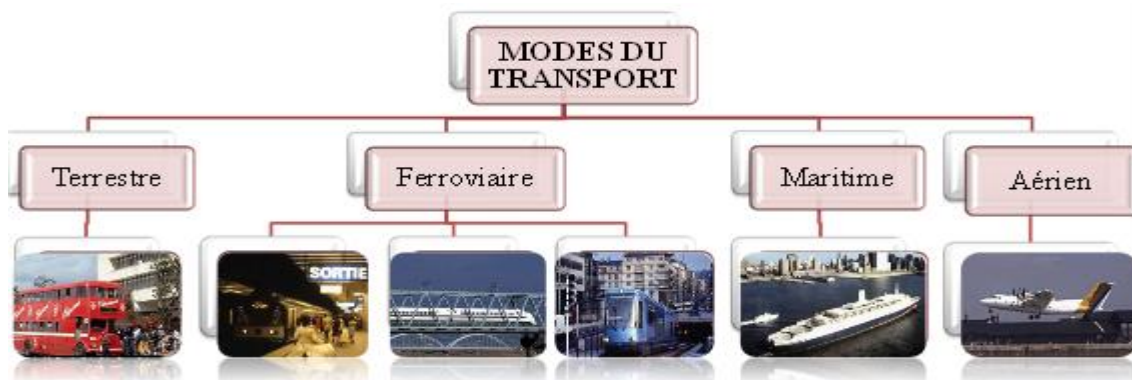 MODES DU
TRANSPORT
Terrestre
Ferroviaire
Maritime
Aérien
SORTIE